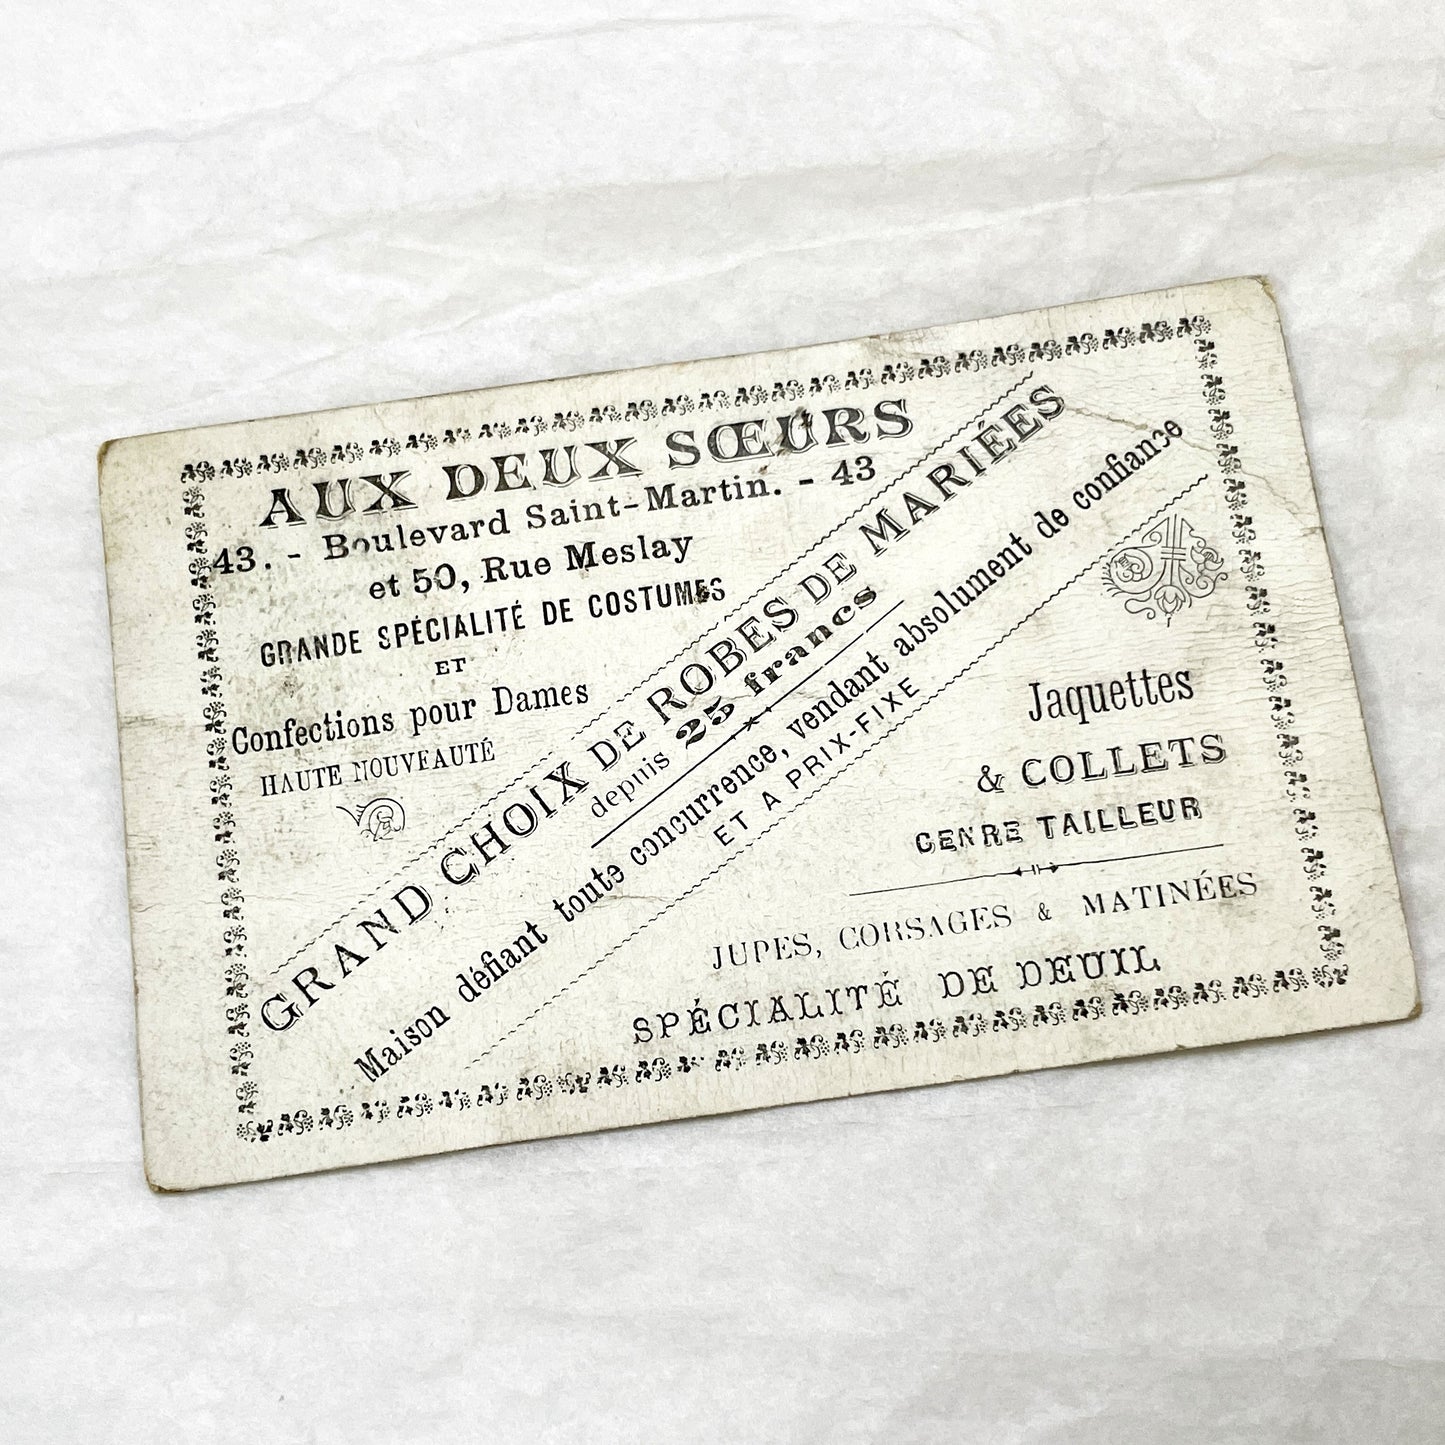 AUX DEUX SŒURS
43. - Boulevard Saint-Martin. - 43
et 50, Rue Meslay
GRANDE SPÉCIALITÉ DE COSTUMES
ET
Confections pour Dames
HAUTE NOUVEAUTÉ
GRAND CHOIX DE ROBES DE MARIÉES
depuis 25 francs
Maison défiant toute concurrence, vendant absolument de confiance
ET A PRIX-FIXE
Jaquettes
& COLLETS
GENRE TAILLEUR
JUPES, CORSAGES & MATINÉES
SPÉCIALITÉ DE DEUIL